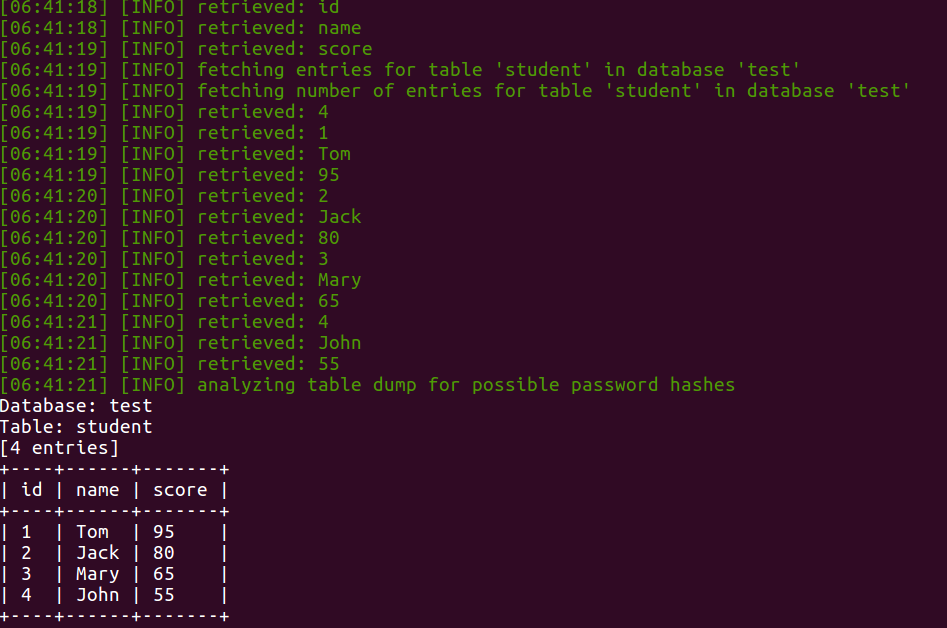 [06:41:18] [INFO] retrieved: id
[06:41:18] [INFO] retrieved: name
[06:41:19] [INFO] retrieved: score
[06:41:19] [INFO] fetching entries for table 'student' in database 'test'
[06:41:19] [INFO] fetching number of entries for table 'student' in database 'test'
[06:41:19] [INFO] retrieved: 4
[06:41:19] [INFO] retrieved: 1
[06:41:19] [INFO] retrieved: Tom
[06:41:19] [INFO] retrieved: 95
[06:41:20] [INFO] retrieved: 2
[06:41:20] [INFO] retrieved: Jack
[06:41:20] [INFO] retrieved: 80
[06:41:20] [INFO] retrieved: 3
[06:41:20] [INFO] retrieved: Mary
[06:41:20] [INFO] retrieved: 65
[06:41:21] [INFO] retrieved: 4
[06:41:21] [INFO] retrieved: John
[06:41:21] [INFO] retrieved: 55
[06:41:21] [INFO] analyzing table dump for possible password hashes
Database: test
Table: student
[4 entries]
+----+------+-------+
| id | name | score |
+----+------+-------+
| 1  | Tom  | 95    |
| 2  | Jack | 80    |
| 3  | Mary | 65    |
| 4  | John | 55    |
+----+------+-------+